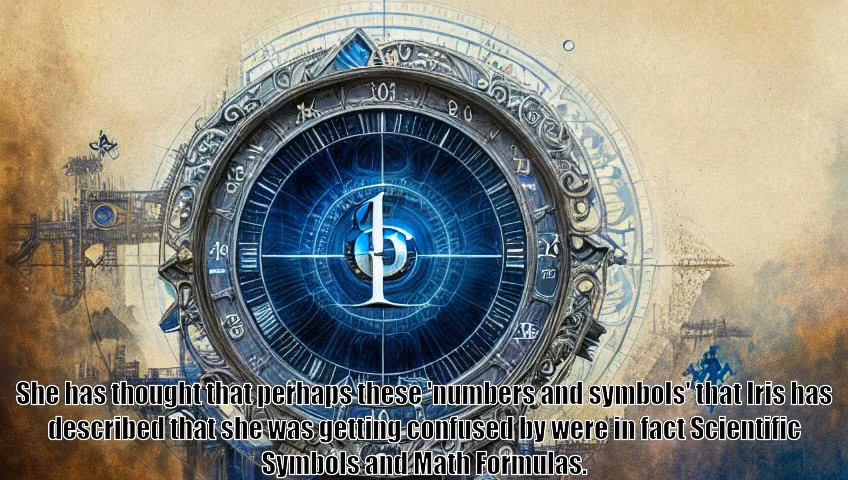 1
She has thought that perhaps these 'numbers and symbols' that Iris has
described that she was getting confused by were in fact Scientific
Symbols and Math Formulas.